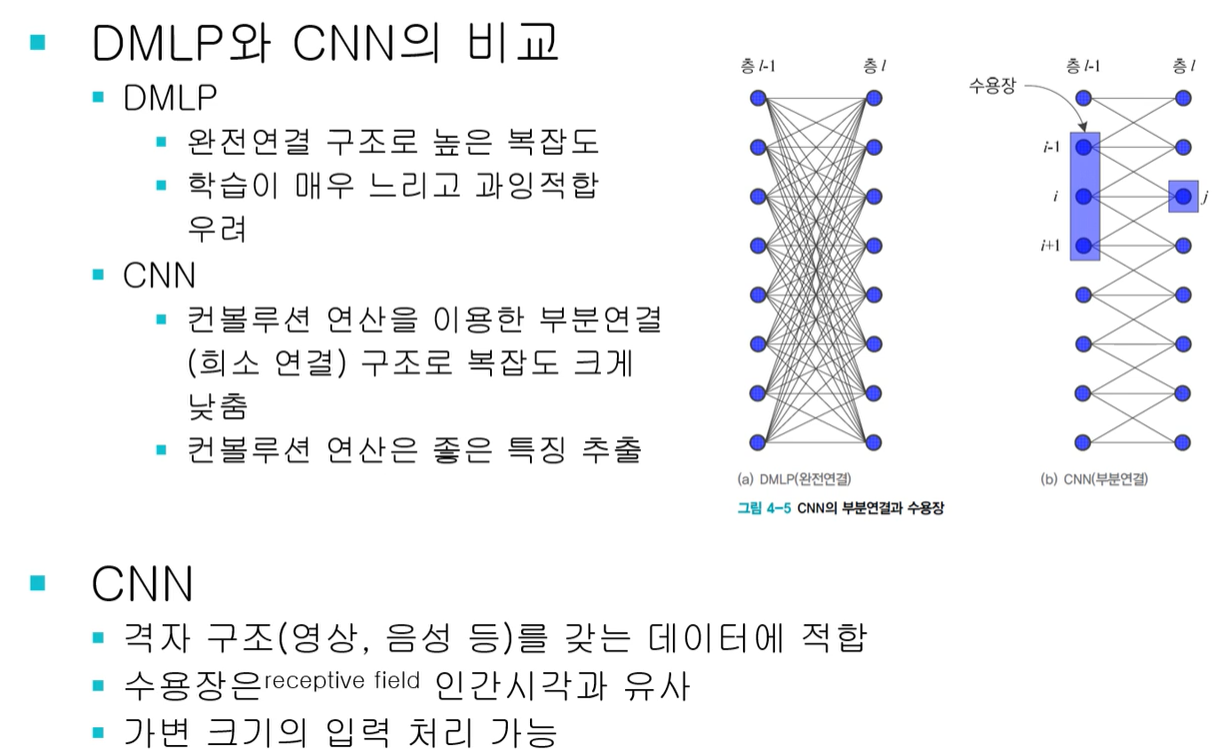 DMLP와 CNN의 비교
DMLP
완전연결 구조로 높은 복잡도
학습이 매우 느리고 과잉적합
우려
CNN
컨볼루션 연산을 이용한 부분연결
(희소 연결) 구조로 복잡도 크게
낮춤
컨볼루션 연산은 좋은 특징 추출
층 l-1
층 l
(a) DMLP(완전연결)
수용장
층 l-1
층 l
i-1
i
j
i+1
(b) CNN(부분연결)
그림 4-5 CNN의 부분연결과 수용장
CNN
격자 구조(영상, 음성 등)를 갖는 데이터에 적합
수용장은receptive field 인간시각과 유사
가변 크기의 입력 처리 가능